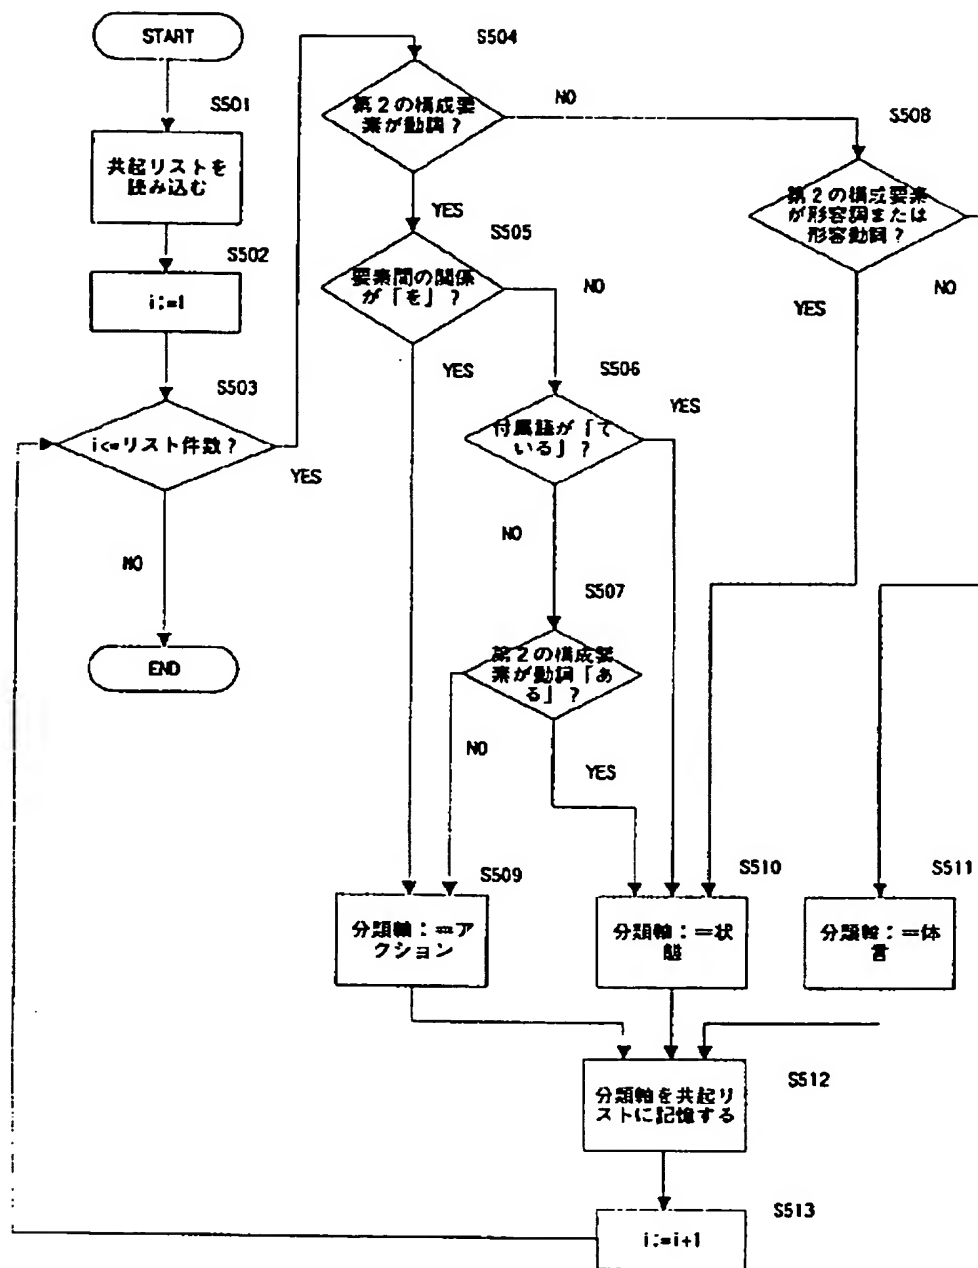 START
S501
共起リストを
読み込む
S502
i:=1
S503
i<=リスト件数?
YES
NO
END
S504
第2の構成要
素が動詞?
NO
YES
S505
要素間の関係
が「を」?
NO
YES
S506
付属語が「て
いる」?
YES
NO
S507
第2の構成要
素が動詞「あ
る」?
NO
YES
S508
第2の構成要素
が形容詞または
形容動詞?
YES
NO
S509
分類軸:=ア
クション
S510
分類軸:=状
態
S511
分類軸:=体
言
S512
分類軸を共起リ
ストに記憶する
S513
i:=i+1